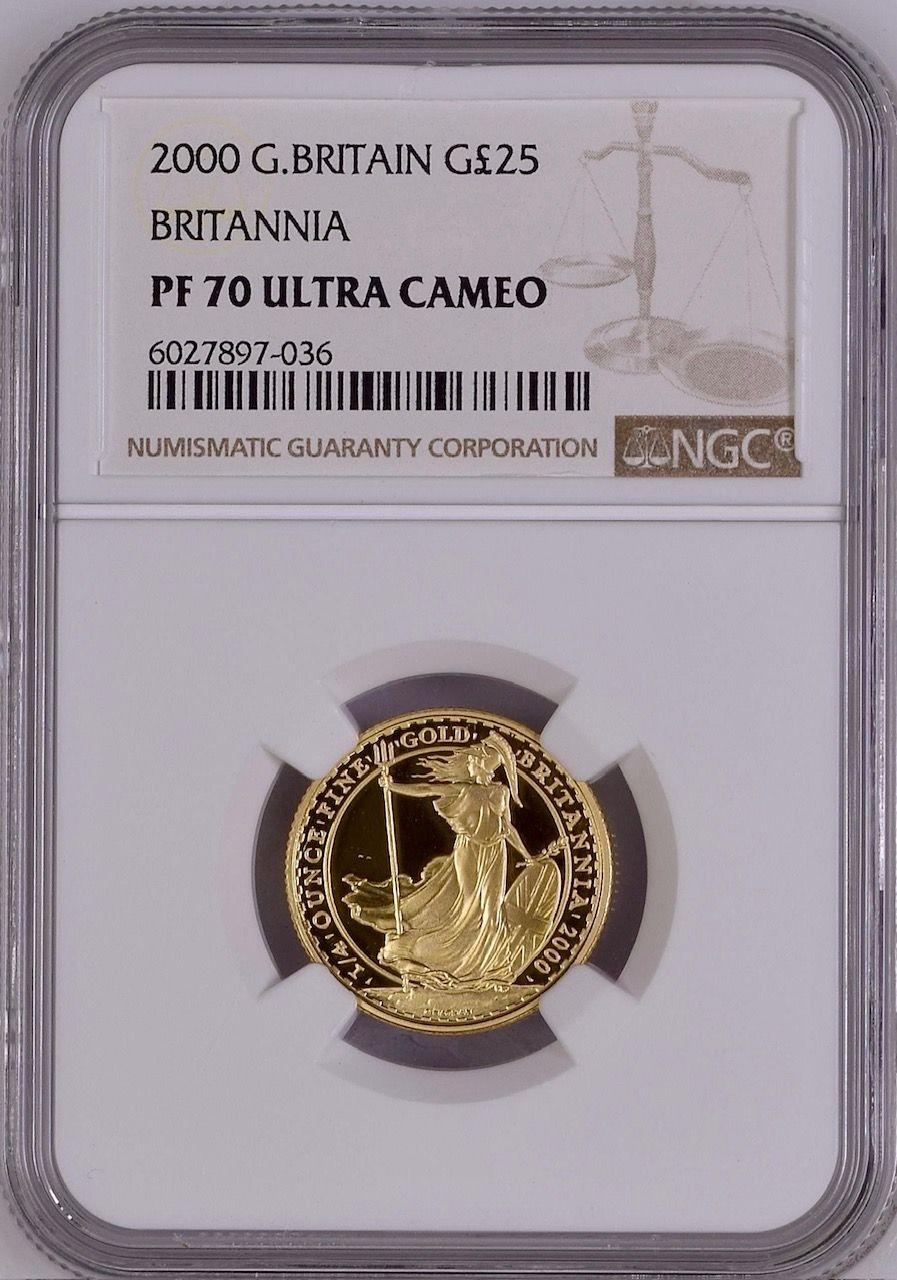 2000 G.BRITAIN G£25
BRITANNIA
PF 70 ULTRA CAMEO
6027897-036
NUMISMATIC GUARANTY CORPORATION
NGC®
1/4 OUNCE FINE GOLD BRITANNIA 2000